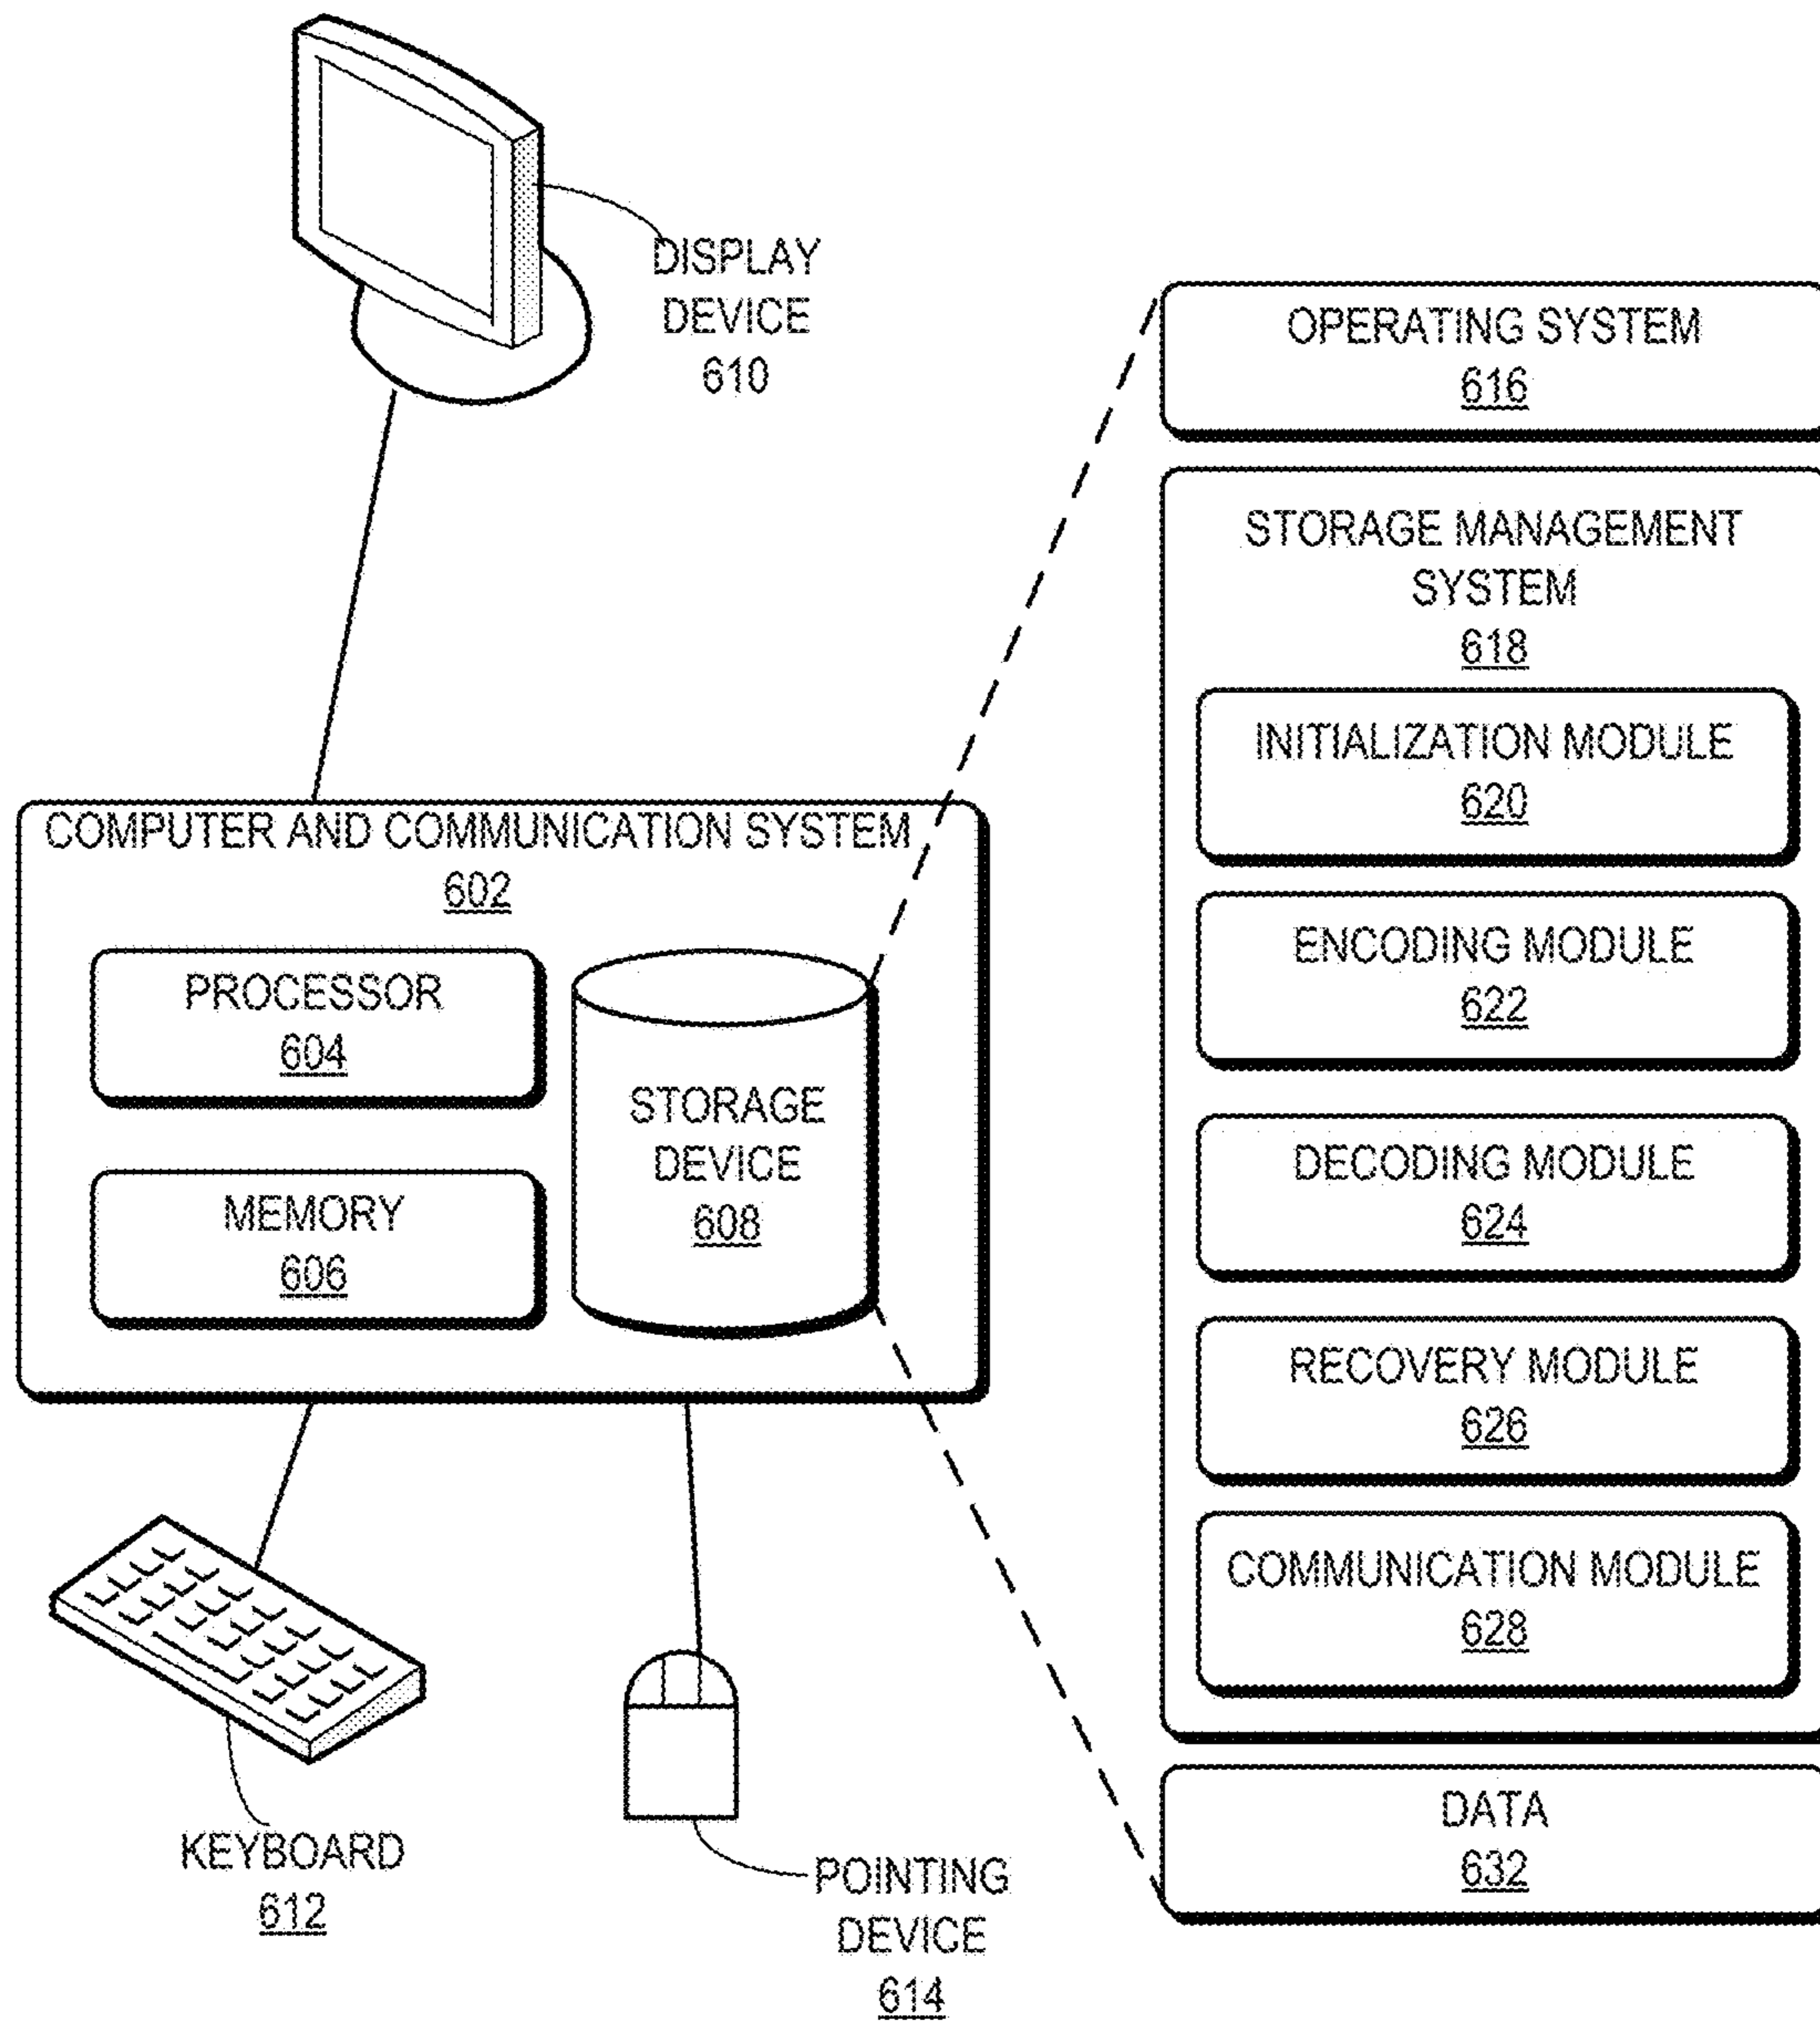 DISPLAY
DEVICE
610
COMPUTER AND COMMUNICATION SYSTEM
602
PROCESSOR
604
MEMORY
606
STORAGE
DEVICE
608
KEYBOARD
612
POINTING
DEVICE
614
OPERATING SYSTEM
616
STORAGE MANAGEMENT
SYSTEM
618
INITIALIZATION MODULE
620
ENCODING MODULE
622
DECODING MODULE
624
RECOVERY MODULE
626
COMMUNICATION MODULE
628
DATA
632